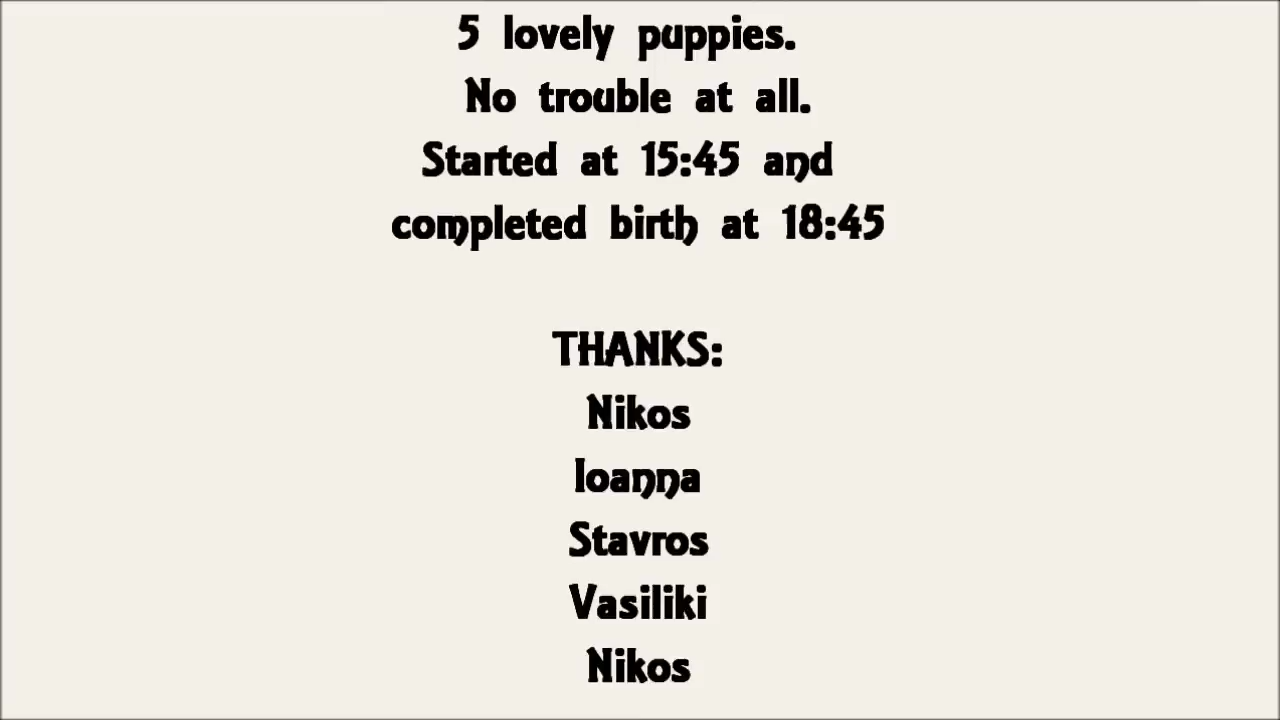 5 lovely puppies.
No trouble at all.
Started at 15:45 and
completed birth at 18:45
THANKS:
Nikos
Ioanna
Stavros
Vasiliki
Nikos